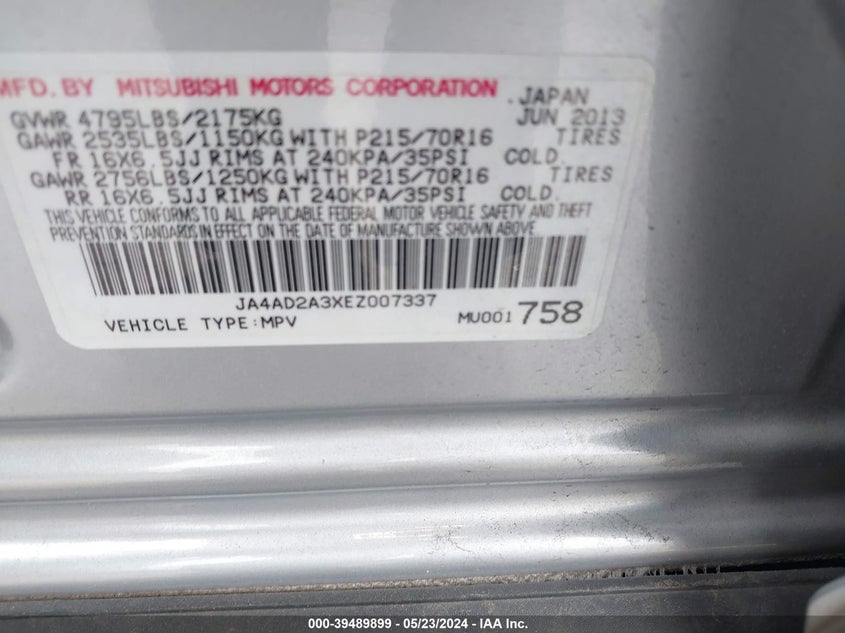 MFD. BY MITSUBISHI MOTORS CORPORATION .JAPAN
GVWR 4795LBS/2175KG JUN 2013
GAWR 2535LBS/1150KG WITH P215/70R16 TIRES
FR 16X6.5JJ RIMS AT 240KPA/35PSI COLD.
GAWR 2756LBS/1250KG WITH P215/70R16 TIRES
RR 16X6.5JJ RIMS AT 240KPA/35PSI COLD.
THIS VEHICLE CONFORMS TO ALL APPLICABLE FEDERAL MOTOR VEHICLE SAFETY AND THEFT
PREVENTION STANDARDS IN EFFECT ON THE DATE OF MANUFACTURE SHOWN ABOVE
JA4AD2A3XEZ007337
VEHICLE TYPE:MPV MU001 758
000-39489899 - 05/23/2024 - © IAA Inc.